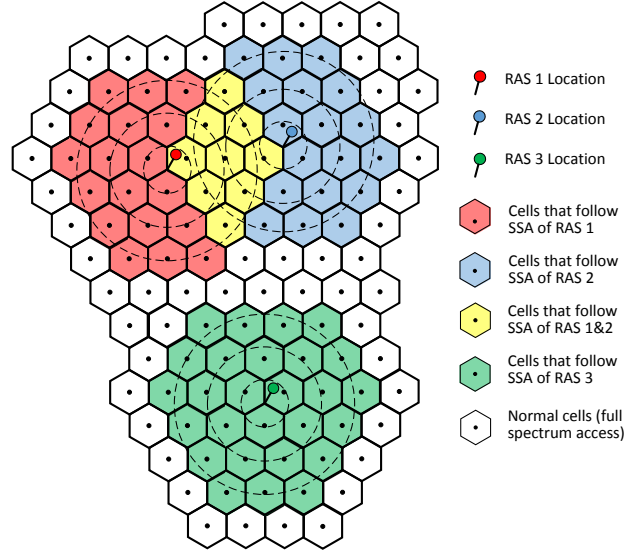 RAS 1 Location
RAS 2 Location
RAS 3 Location
Cells that follow
SSA of RAS 1
Cells that follow
SSA of RAS 2
Cells that follow
SSA of RAS 1&2
Cells that follow
SSA of RAS 3
Normal cells (full
spectrum access)